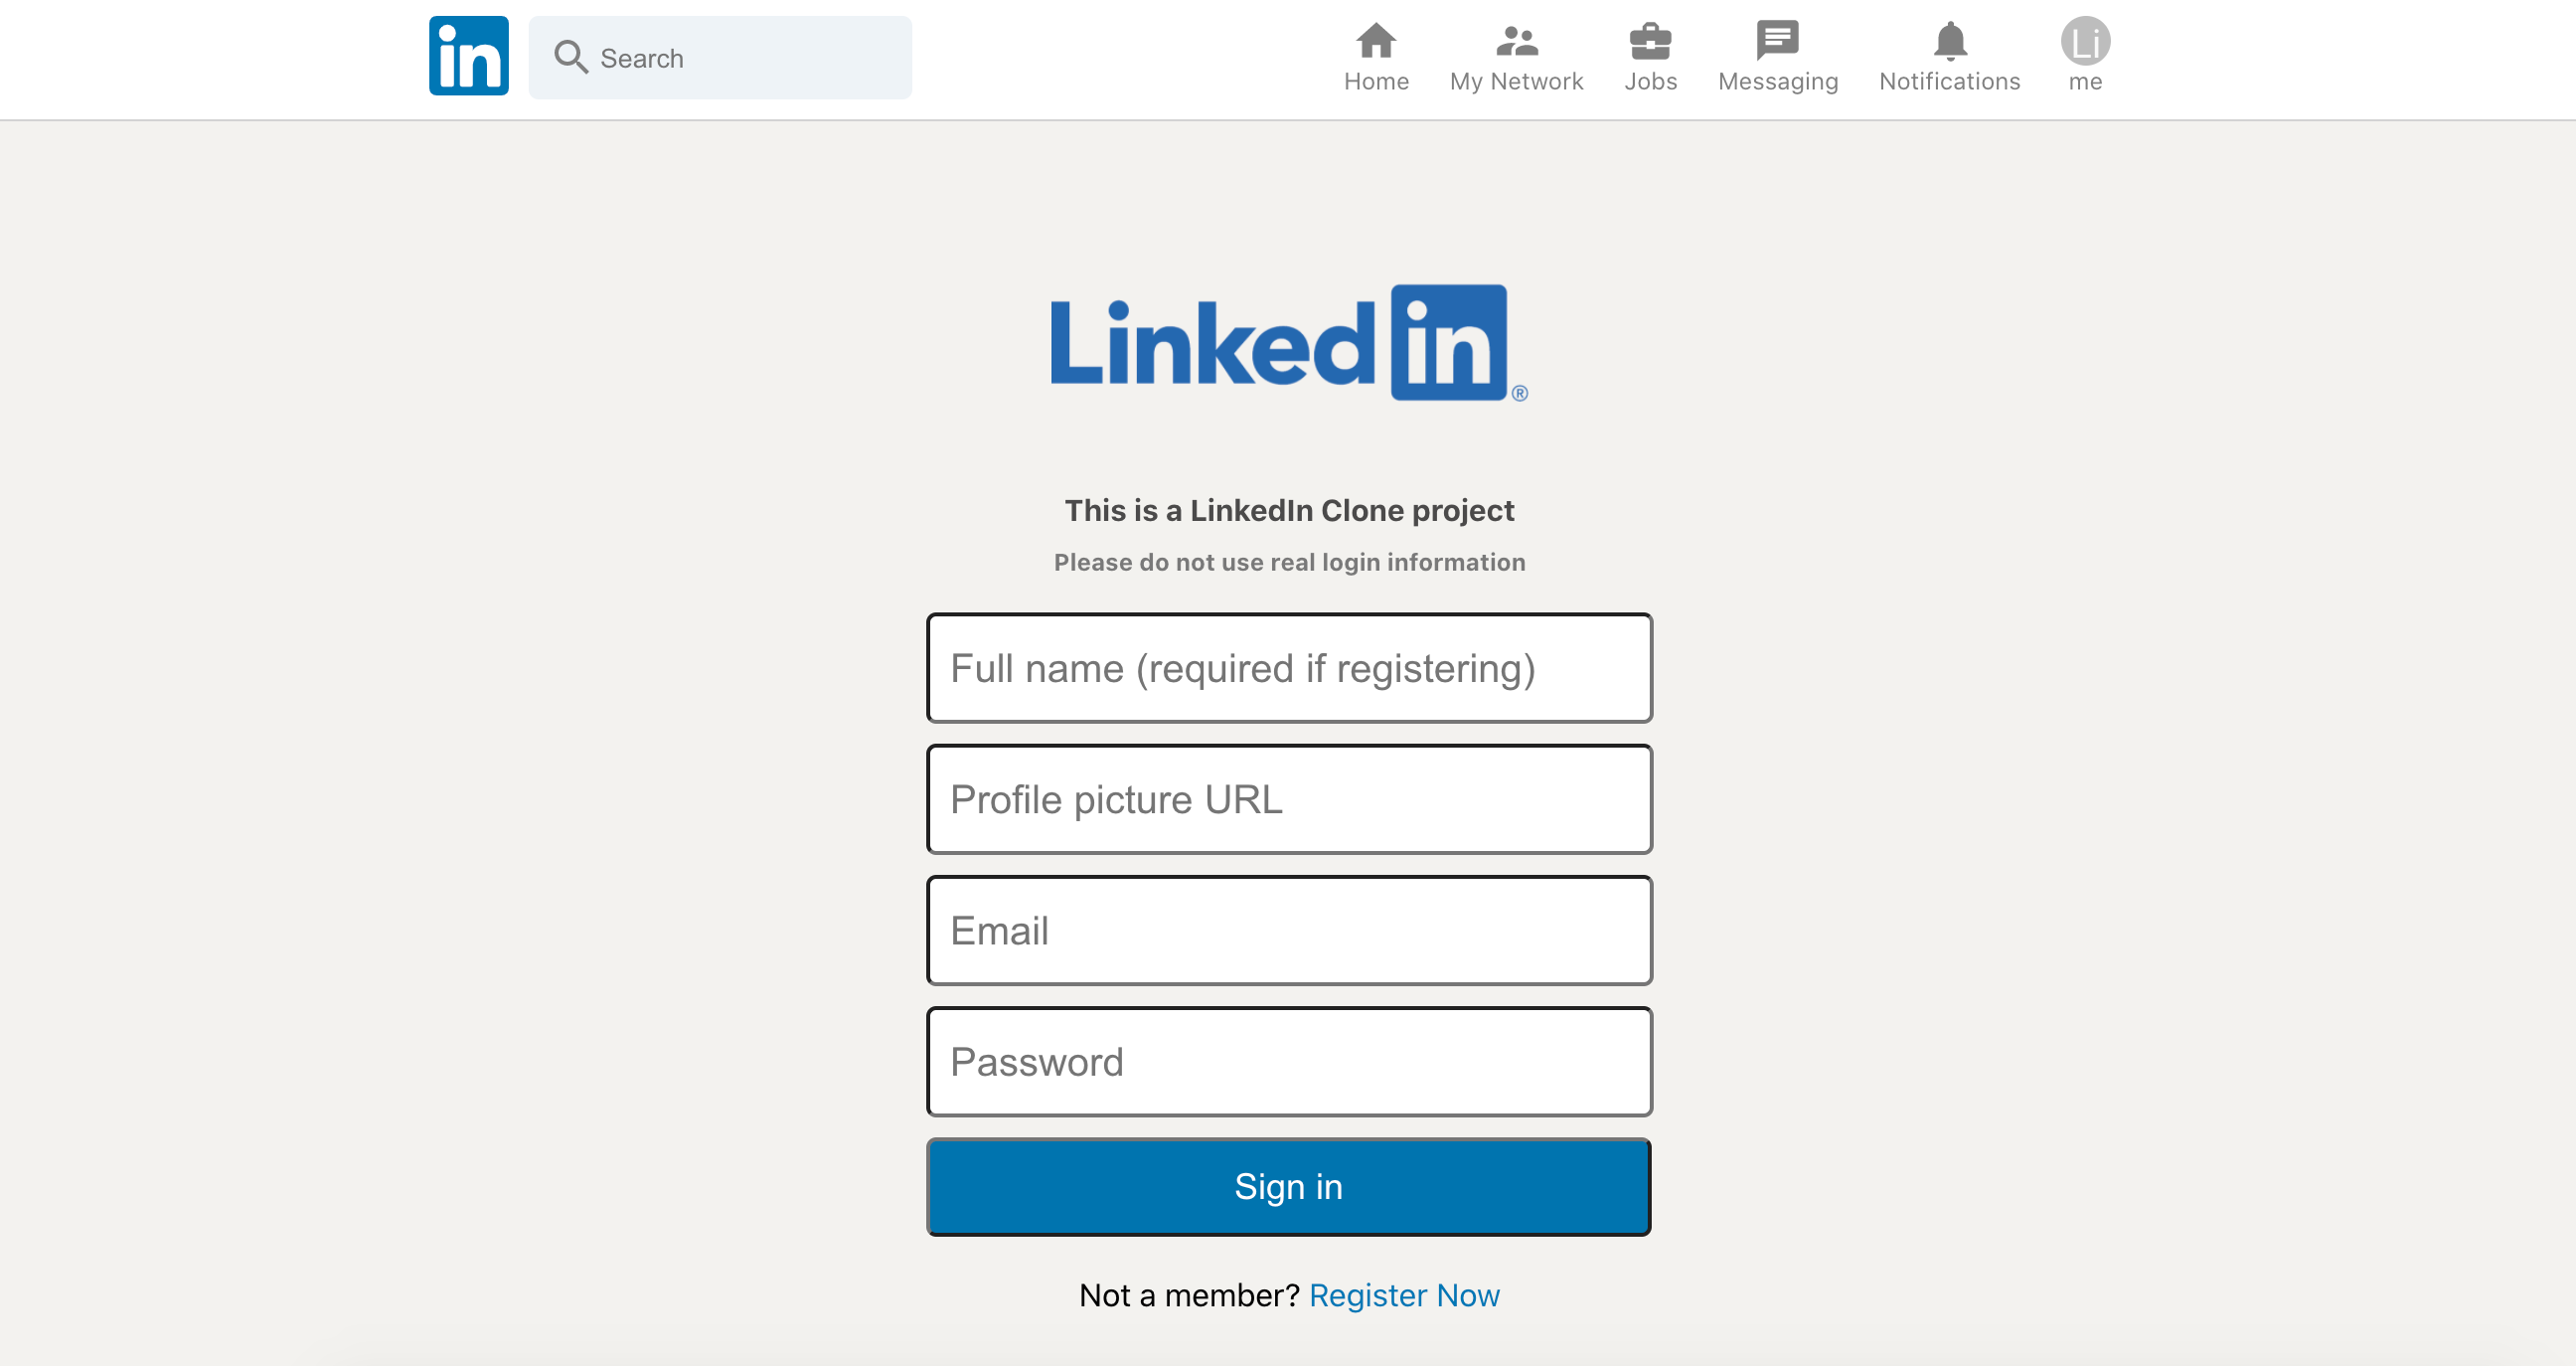 in Search Home My Network Jobs Messaging Notifications Li me
Linked in ®
This is a LinkedIn Clone project
Please do not use real login information
Full name (required if registering)
Profile picture URL
Email
Password
Sign in
Not a member? Register Now